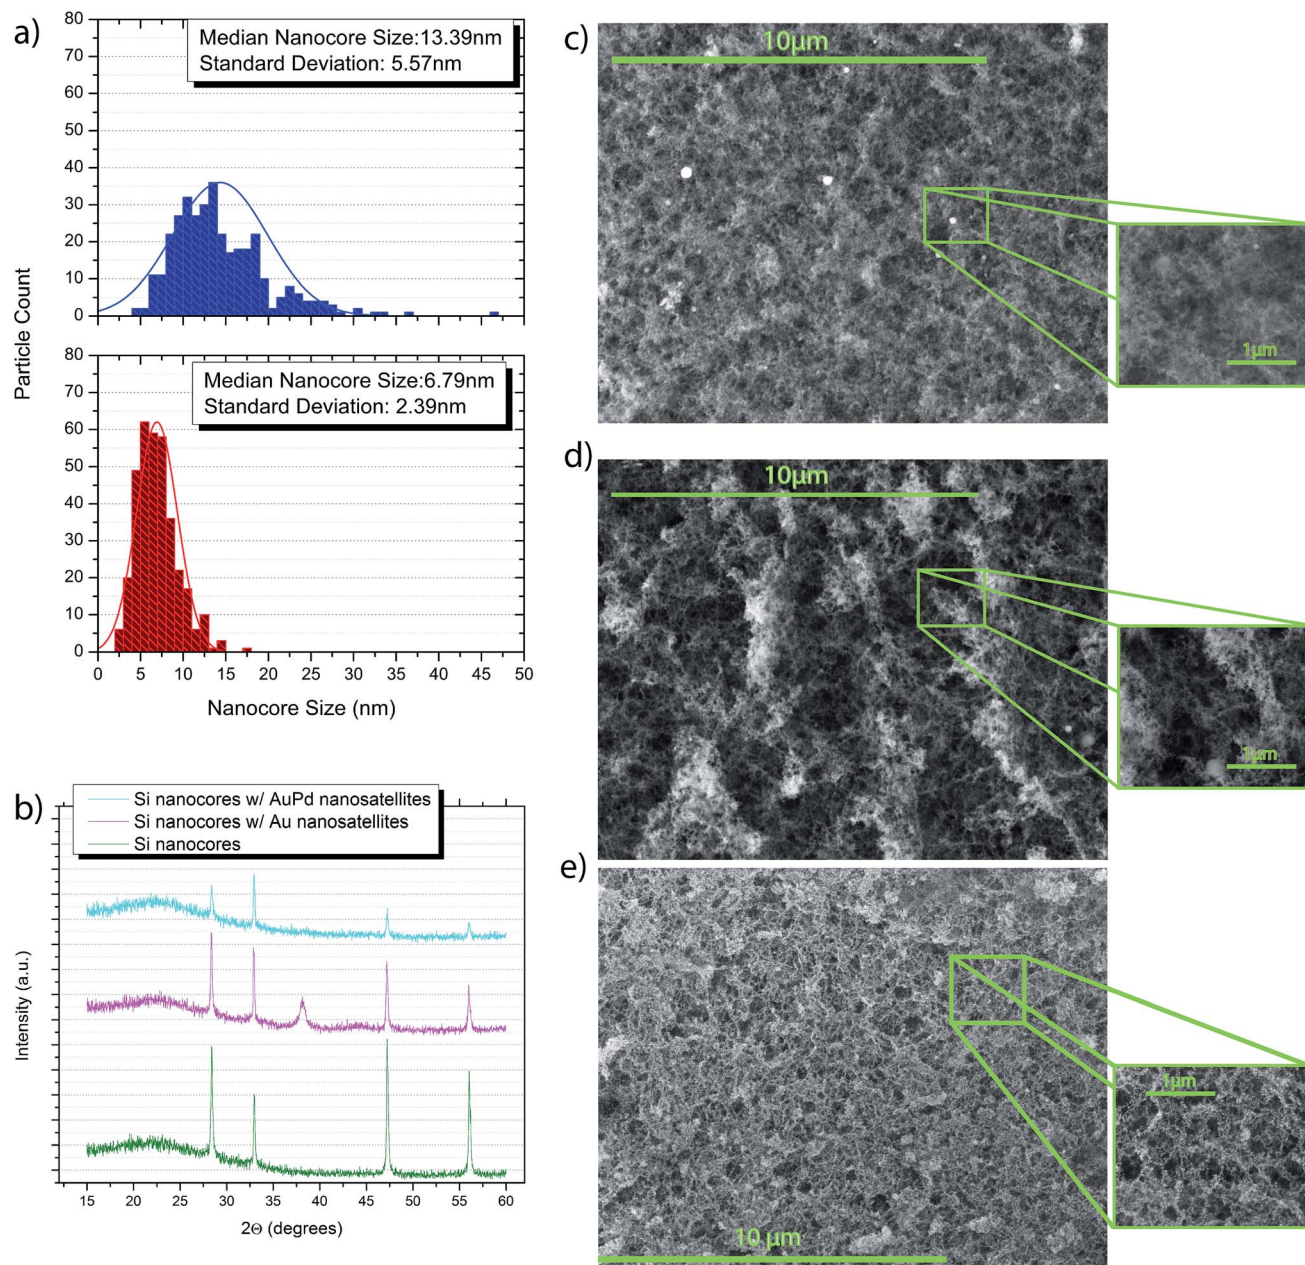 a)
80
70
60
50
40
30
20
10
0
Median Nanocore Size:13.39nm
Standard Deviation: 5.57nm
Particle Count
80
70
60
50
40
30
20
10
0
Median Nanocore Size:6.79nm
Standard Deviation: 2.39nm
0 5 10 15 20 25 30 35 40 45 50
Nanocore Size (nm)
b)
Si nanocores w/ AuPd nanosatellites
Si nanocores w/ Au nanosatellites
Si nanocores
Intensity (a.u.)
15 20 25 30 35 40 45 50 55 60
2Θ (degrees)
c)
10µm
1µm
d)
10µm
1µm
e)
1µm
10 µm